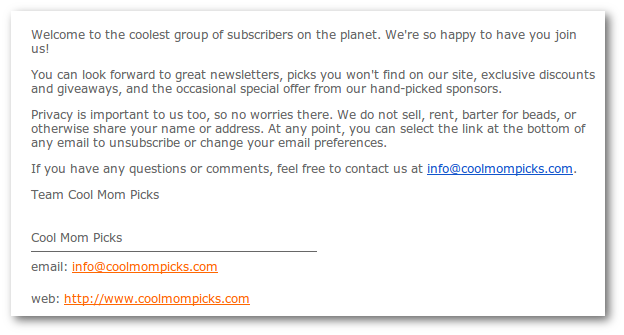 Welcome to the coolest group of subscribers on the planet. We're so happy to have you join
us!
You can look forward to great newsletters, picks you won't find on our site, exclusive discounts
and giveaways, and the occasional special offer from our hand-picked sponsors.
Privacy is important to us too, so no worries there. We do not sell, rent, barter for beads, or
otherwise share your name or address. At any point, you can select the link at the bottom of
any email to unsubscribe or change your email preferences.
If you have any questions or comments, feel free to contact us at info@coolmompicks.com.
Team Cool Mom Picks
Cool Mom Picks
email: info@coolmompicks.com
web: http://www.coolmompicks.com